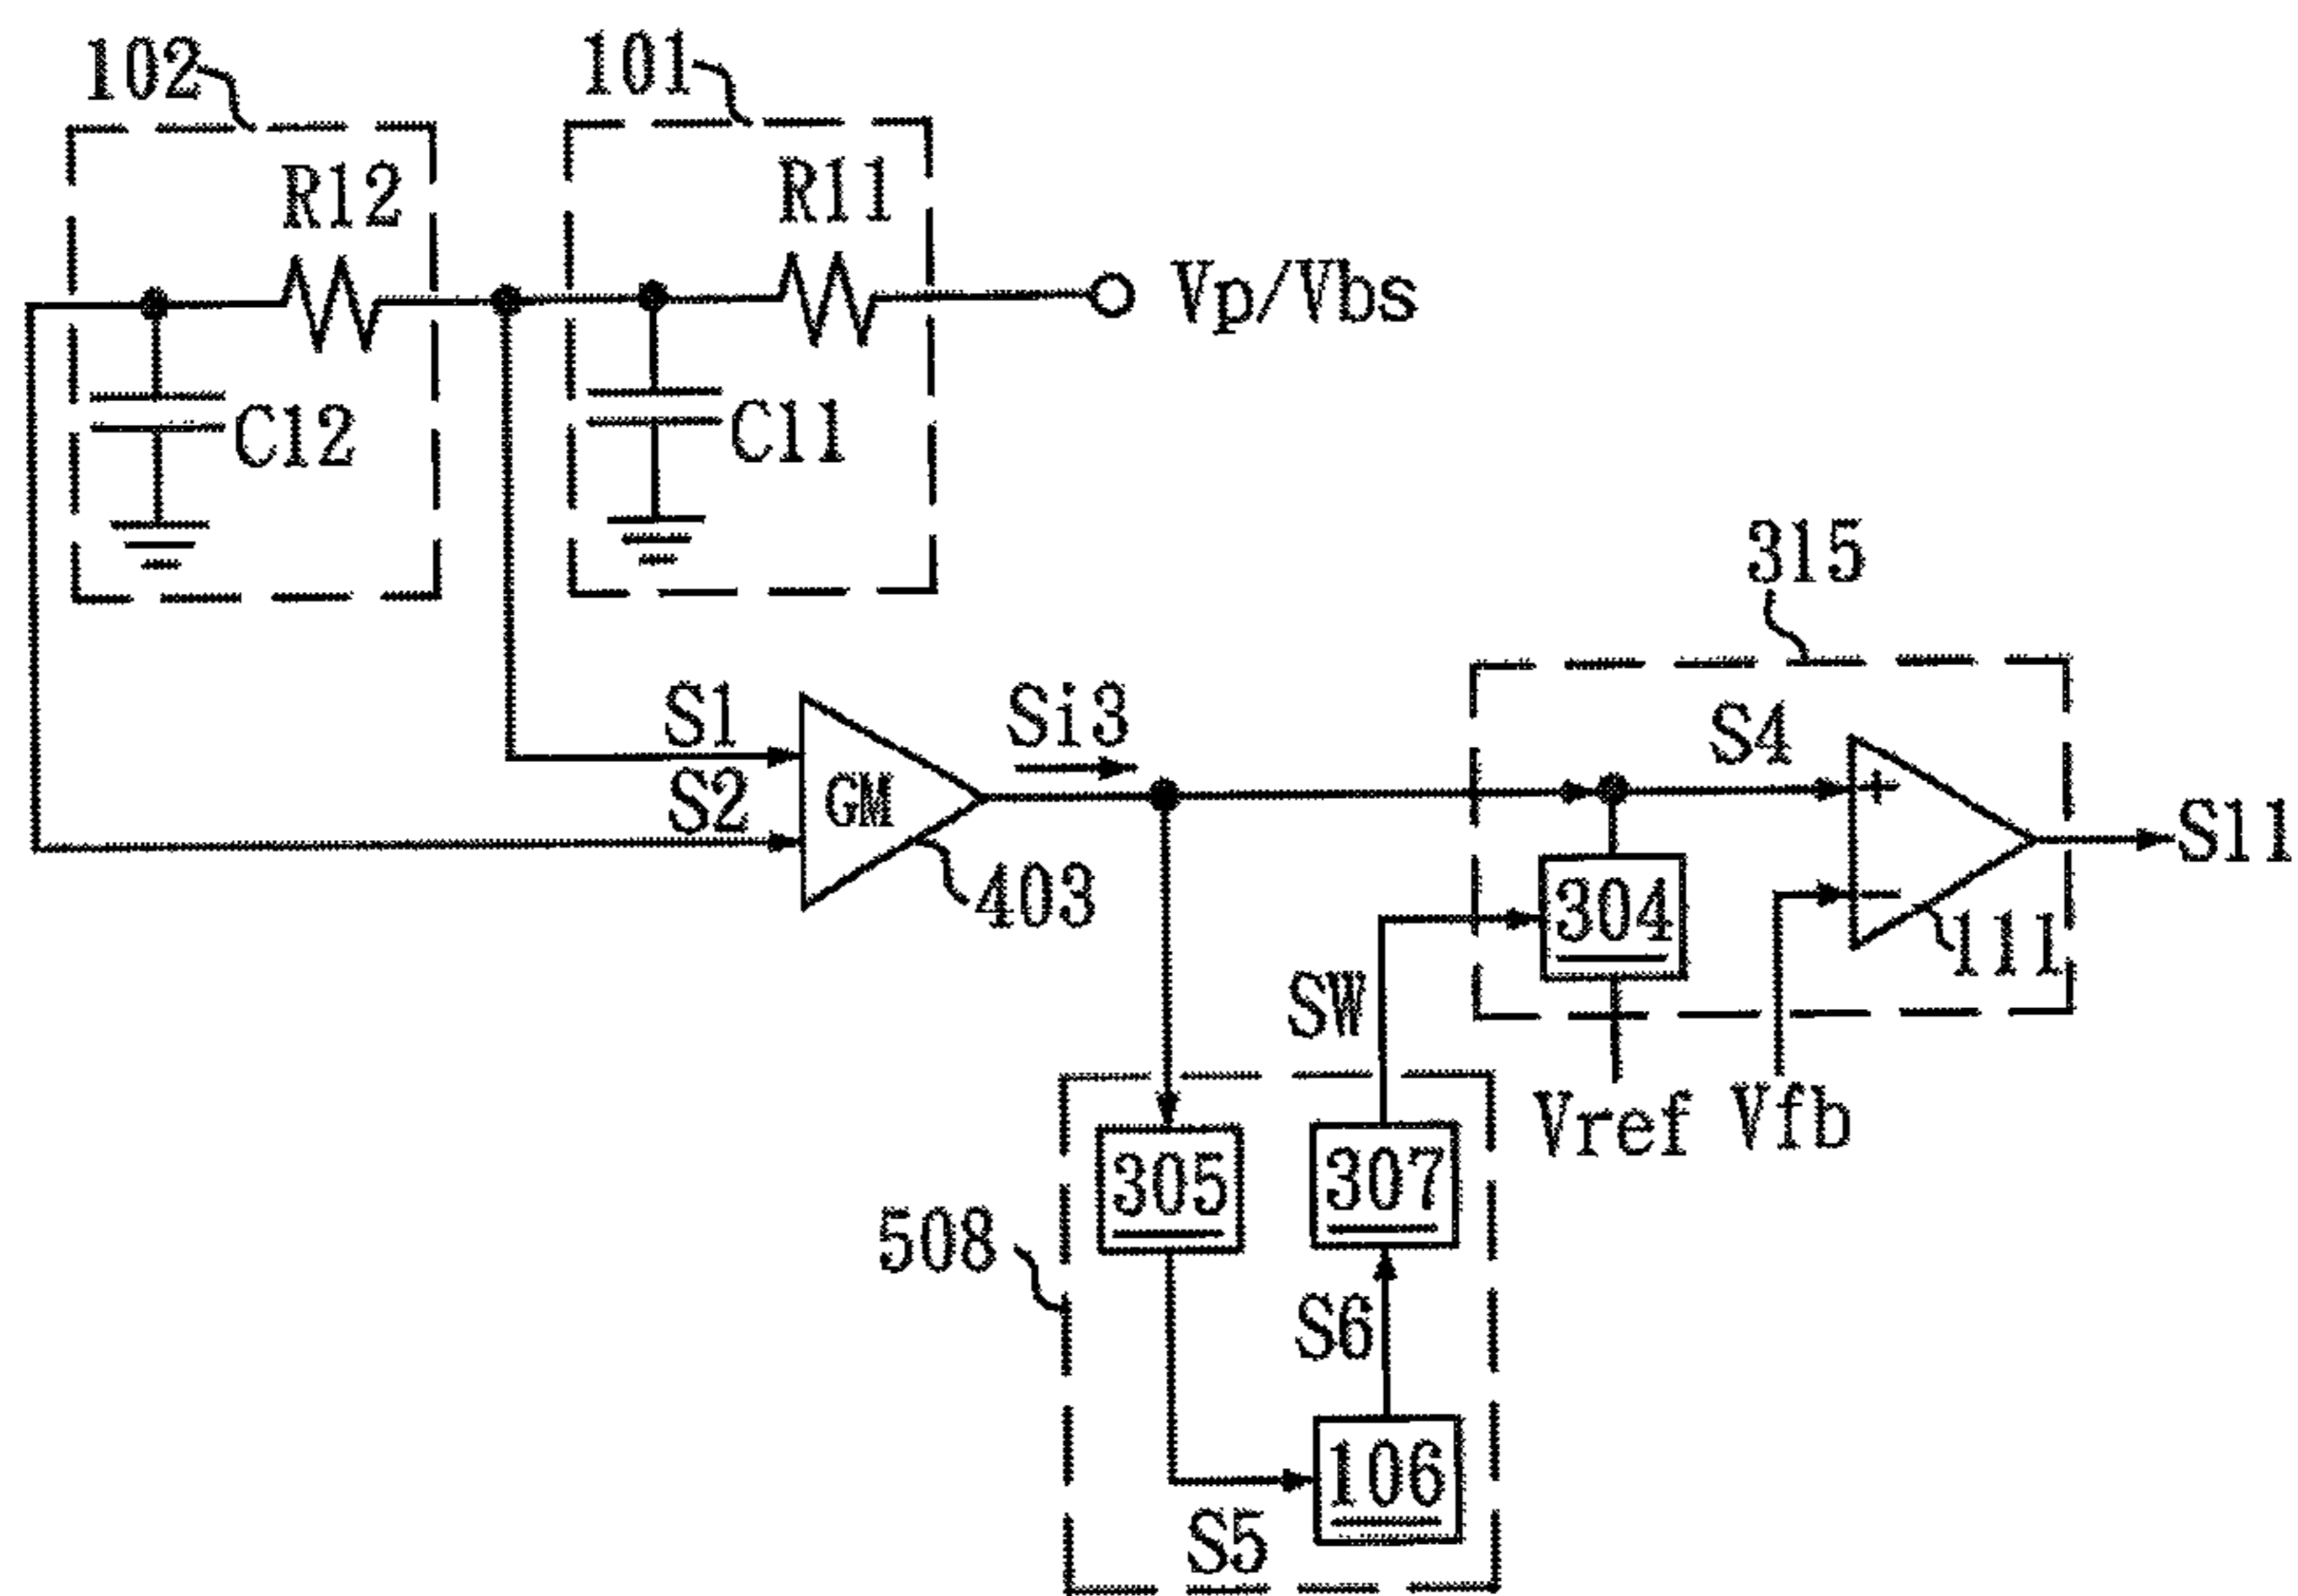 102
101
R12
R11
Vp/Vbs
C12
C11
315
S1
Si3
S4
S2
GM
+
S11
403
304
−
111
SW
Vref
Vfb
305
307
508
S6
106
S5